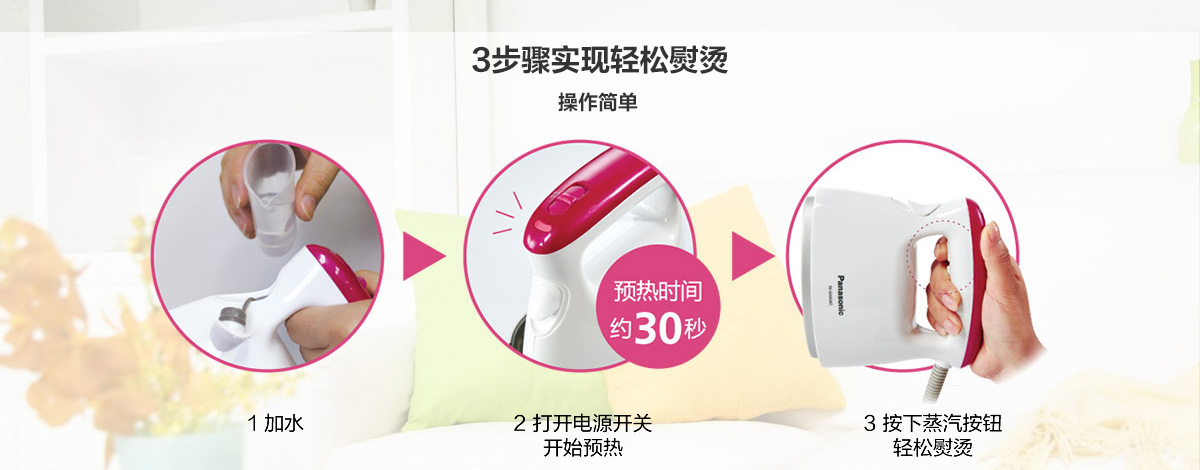 3步骤实现轻松熨烫
操作简单
预热时间
约30秒
Panasonic
1 加水
2 打开电源开关
开始预热
3 按下蒸汽按钮
轻松熨烫